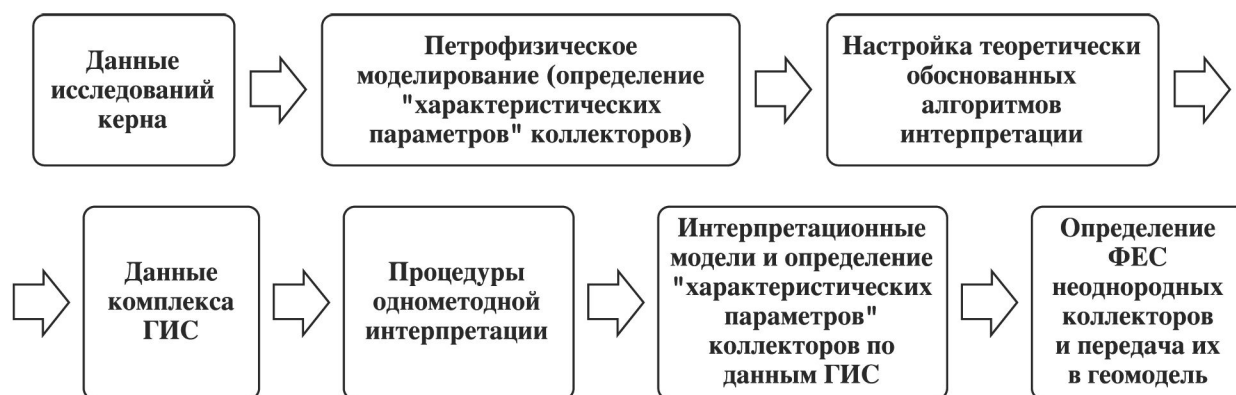 Данные
исследований
керна
Петрофизическое
моделирование (определение
"характеристических
параметров" коллекторов)
Настройка теоретически
обоснованных
алгоритмов
интерпретации
Данные
комплекса
ГИС
Процедуры
однометодной
интерпретации
Интерпретационные
модели и определение
"характеристических
параметров"
коллекторов по
данным ГИС
Определение
ФЕС
неоднородных
коллекторов
и передача их
в геомодель